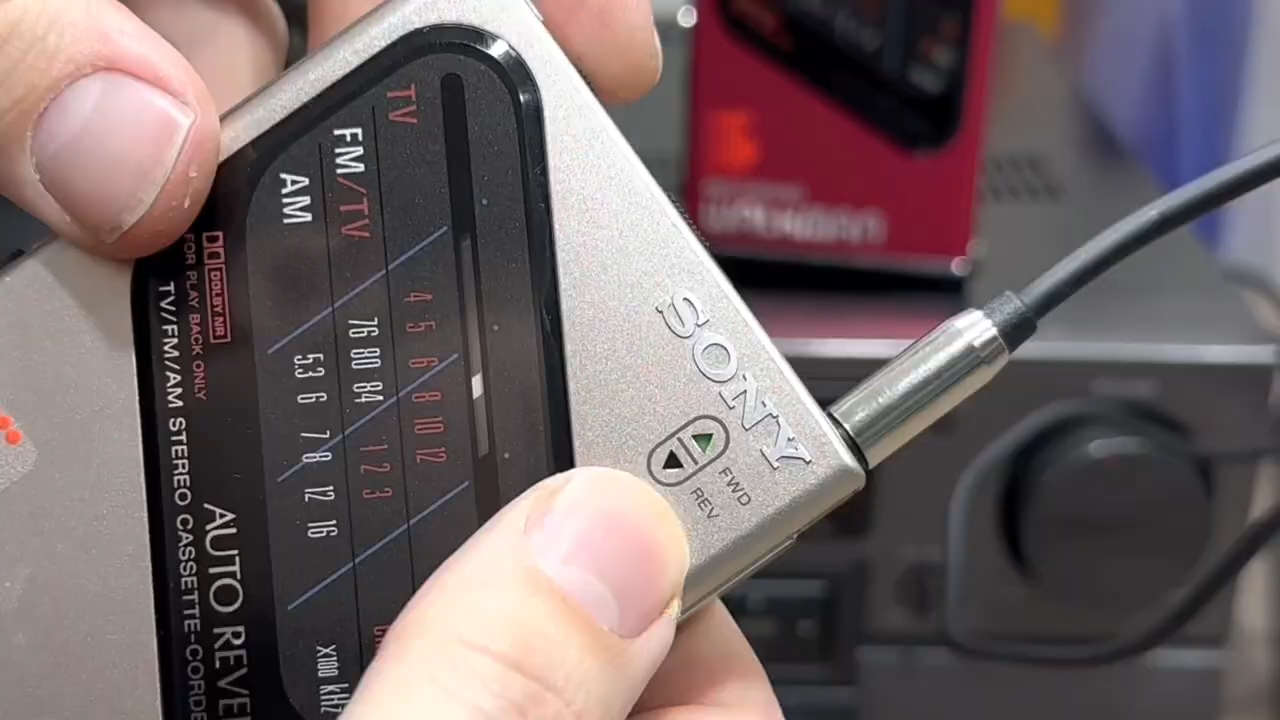 TV
FM/TV
AM
4 5 6 8 10 12
76 80 84 1 2 3
5.3 6 7 8 12 16
x100 kHz
DOLBY NR
FOR PLAY BACK ONLY
TV/FM/AM STEREO CASSETTE-CORDE
AUTO REVE
SONY
FWD
REV
WALKMAN